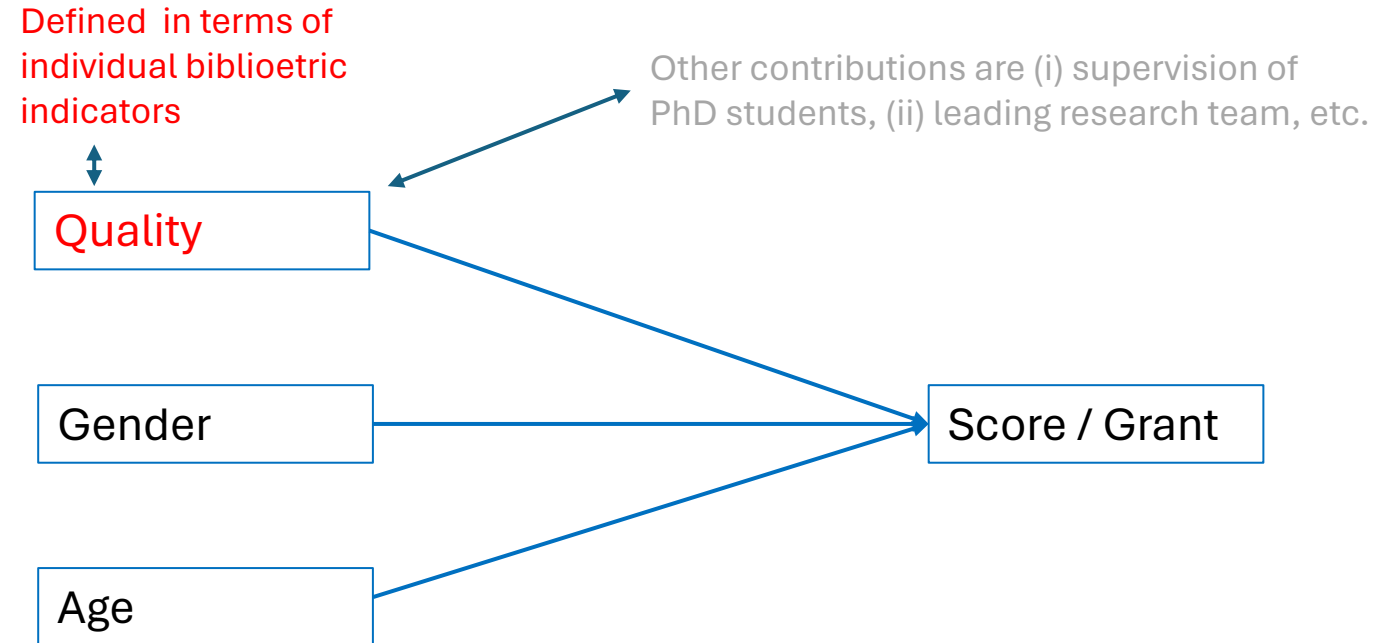 Defined in terms of
individual biblioetric
indicators
Other contributions are (i) supervision of
PhD students, (ii) leading research team, etc.
Quality
Gender
Score / Grant
Age